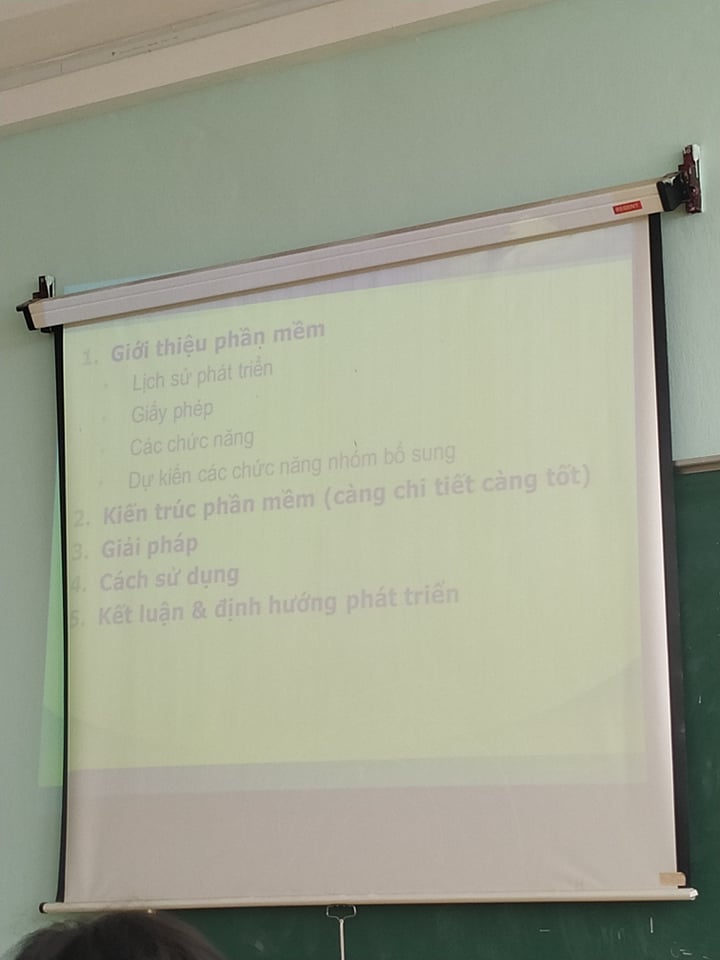 REGENT
1. Giới thiệu phần mềm
Lịch sử phát triển
Giấy phép
Các chức năng
Dự kiến các chức năng nhóm bổ sung
2. Kiến trúc phần mềm (càng chi tiết càng tốt)
3. Giải pháp
4. Cách sử dụng
5. Kết luận & định hướng phát triển